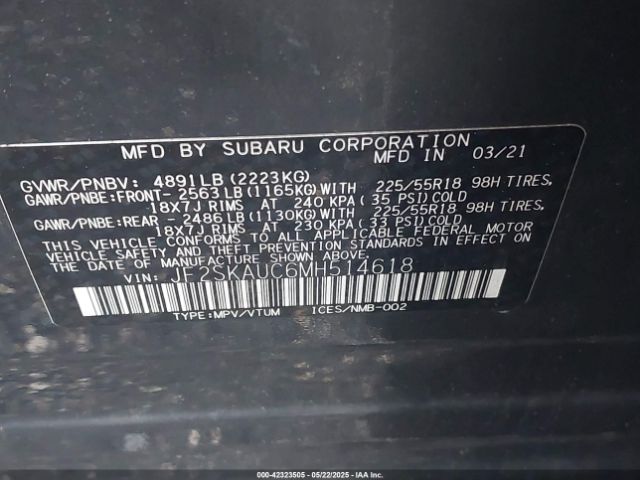 MFD BY SUBARU CORPORATION
MFD IN 03/21
GVWR/PNBV: 4891LB (2223KG)
GAWR/PNBE:FRONT- 2563LB (1165KG)WITH 225/55R18 98H TIRES,
18X7J RIMS AT 240 KPA( 35 PSI)COLD
GAWR/PNBE:REAR - 2486LB (1130KG)WITH 225/55R18 98H TIRES,
18X7J RIMS AT 230 KPA( 33 PSI)COLD
THIS VEHICLE CONFORMS TO ALL APPLICABLE FEDERAL MOTOR
VEHICLE SAFETY AND THEFT PREVENTION STANDARDS
IN EFFECT ON THE DATE OF MANUFACTURE SHOWN ABOVE.
VIN: JF2SKAUC6MH514618
TYPE:MPV/VTUM ICES/NMB-002
000-42323505 - 05/22/2025 - IAA Inc.